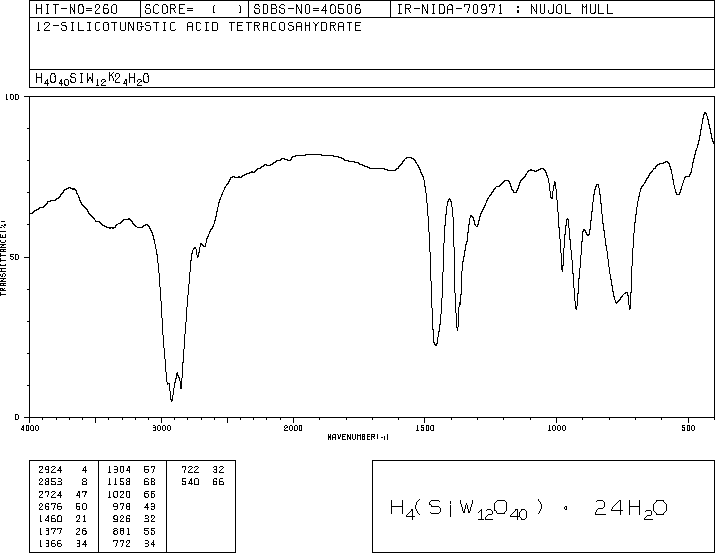 HIT-NO=260 SCORE= ( ) SDBS-NO=40506 IR-NIDA-70971 : NUJOL MULL
12-SILICOTUNGSTIC ACID TETRACOSAHYDRATE
H4O40SIW12K24H2O
100
TRANSMITTANCE(%)
50
0
4000 3000 2000 1500 1000 500
WAVENUMBER(-1)
2924 4 1304 57 722 32
2853 8 1158 68 540 66
2724 47 1020 66
2676 50 978 43
1460 21 926 32
1377 26 881 55
1366 34 772 34
H4(SiW12O40) • 24H2O